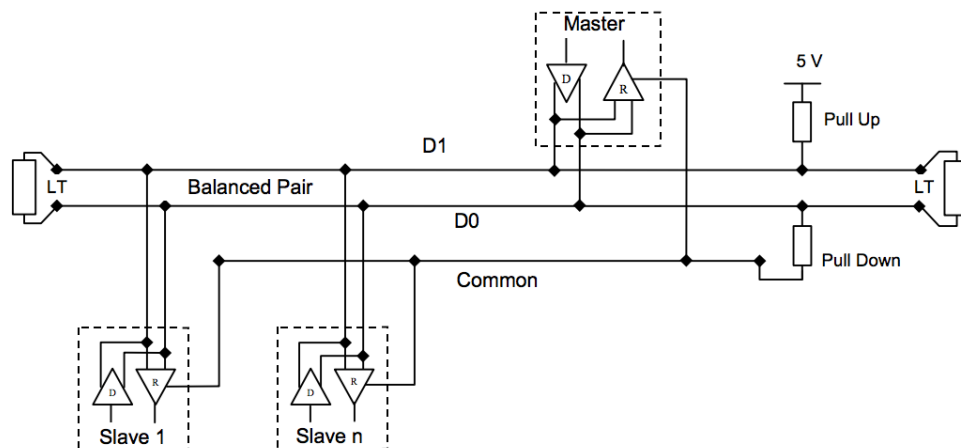 Master
D
R
5 V
Pull Up
D1
LT
Balanced Pair
LT
D0
Pull Down
Common
D
R
D
R
Slave 1
Slave n